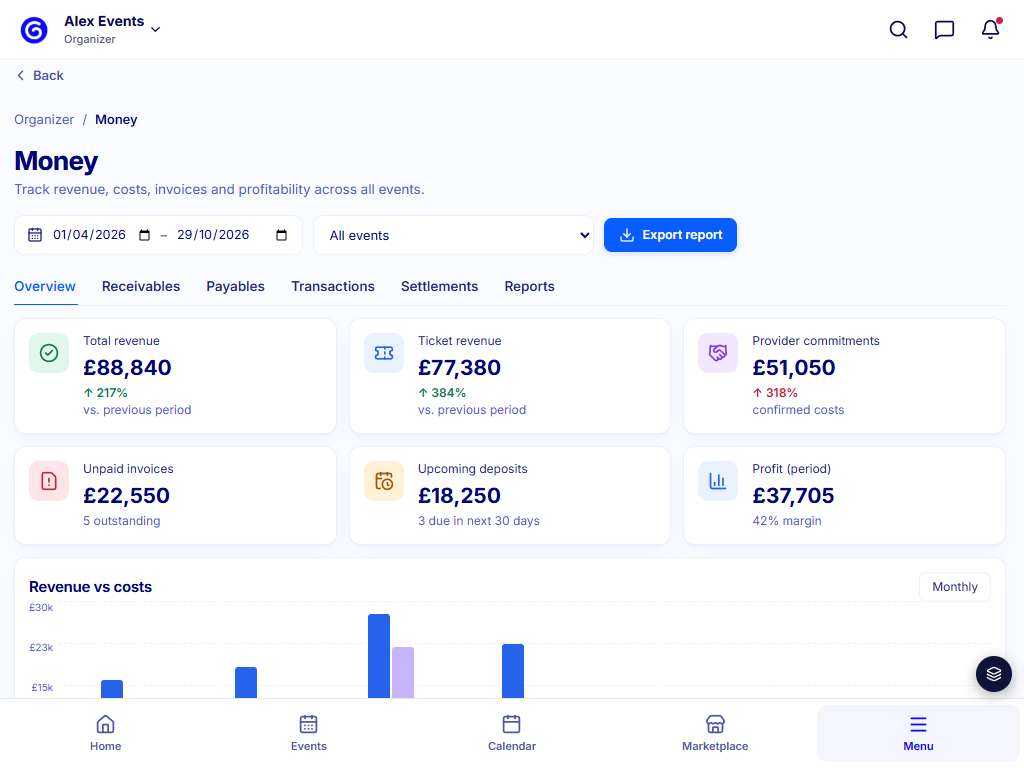 Alex Events
Organizer
Back
Organizer / Money
Money
Track revenue, costs, invoices and profitability across all events.
01/04/2026 – 29/10/2026 All events Export report
Overview Receivables Payables Transactions Settlements Reports
Total revenue
£88,840
↑ 217%
vs. previous period
Ticket revenue
£77,380
↑ 384%
vs. previous period
Provider commitments
£51,050
↑ 318%
confirmed costs
Unpaid invoices
£22,550
5 outstanding
Upcoming deposits
£18,250
3 due in next 30 days
Profit (period)
£37,705
42% margin
Revenue vs costs
Monthly
£30k
£23k
£15k
Home Events Calendar Marketplace Menu